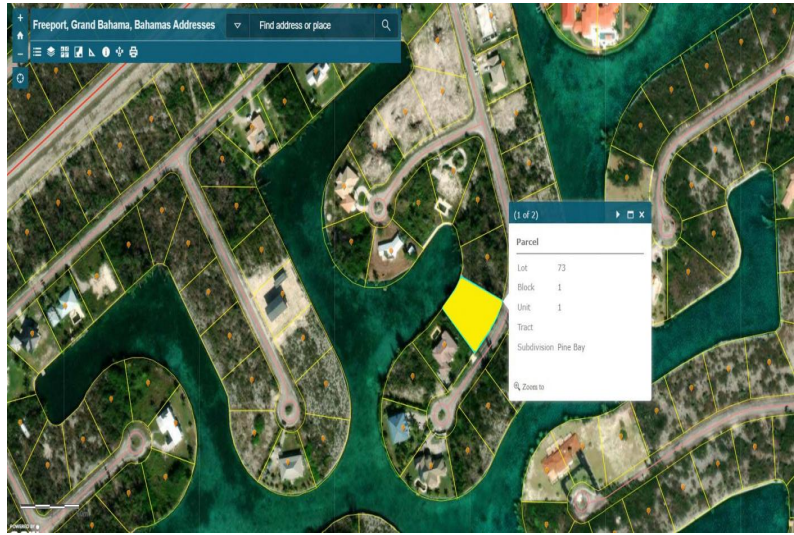 Freeport, Grand Bahama, Bahamas Addresses
Find address or place
(1 of 2)
Parcel
Lot 73
Block 1
Unit 1
Tract
Subdivision Pine Bay
Zoom to
POWERED BY
esri